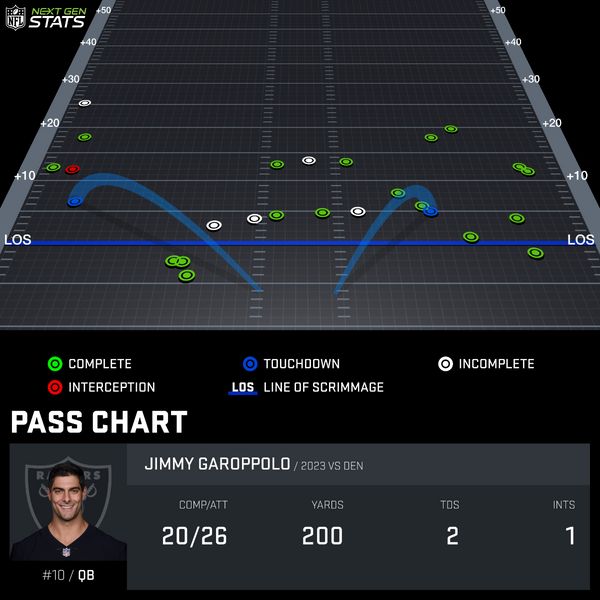 NFL NEXT GEN
STATS
+50 +50
+40 +40
+30 +30
+20 +20
+10 +10
LOS LOS
COMPLETE TOUCHDOWN INCOMPLETE
INTERCEPTION LOS LINE OF SCRIMMAGE
PASS CHART
JIMMY GAROPPOLO / 2023 VS DEN
COMP/ATT YARDS TDS INTS
20/26 200 2 1
#10 / QB